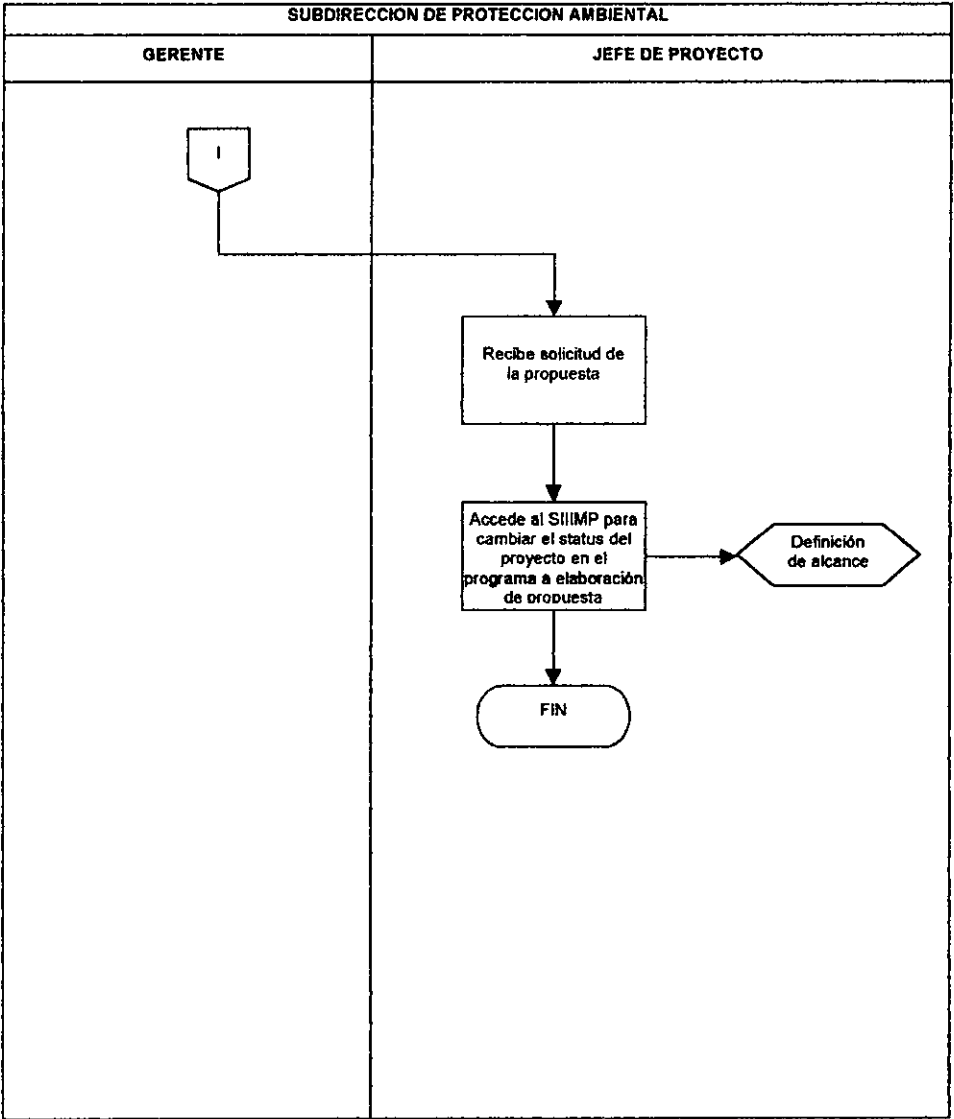 SUBDIRECCION DE PROTECCION AMBIENTAL
GERENTE
JEFE DE PROYECTO
I
Recibe solicitud de
la propuesta
Accede al SIIIMP para
cambiar el status del
proyecto en el
programa a elaboración
de propuesta
Definición
de alcance
FIN